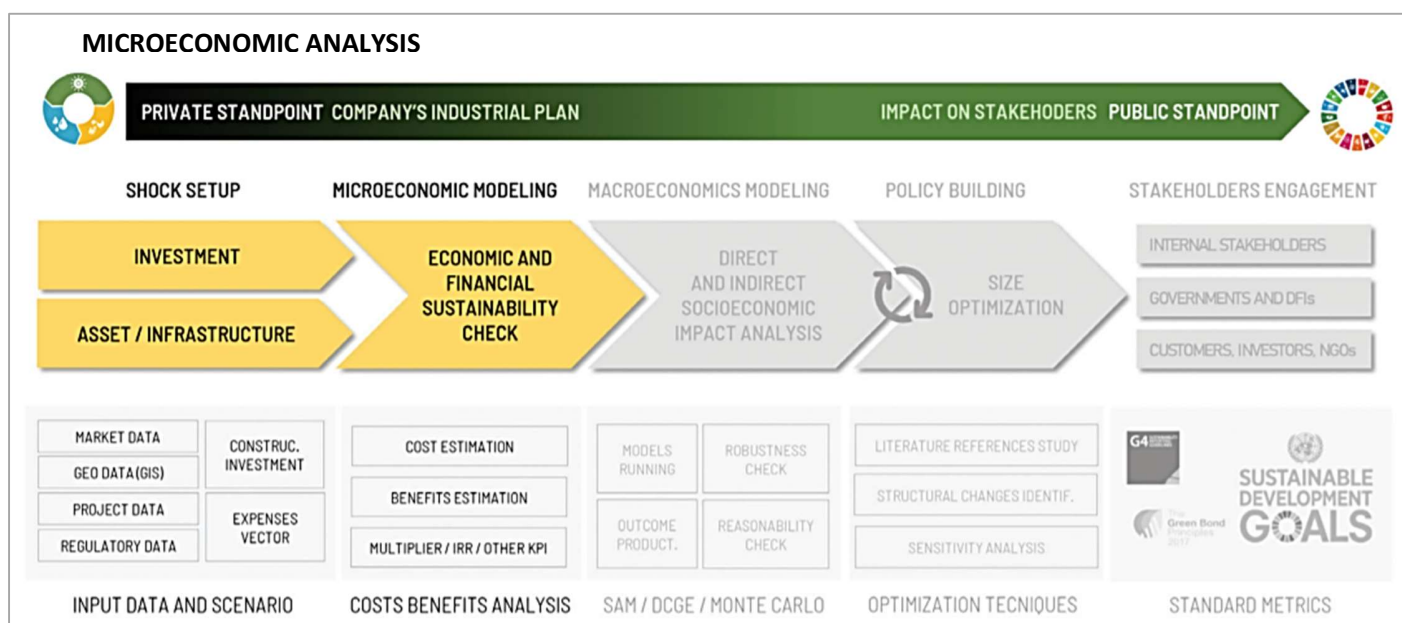 MICROECONOMIC ANALYSIS
PRIVATE STANDPOINT COMPANY'S INDUSTRIAL PLAN
IMPACT ON STAKEHODERS PUBLIC STANDPOINT
SHOCK SETUP
MICROECONOMIC MODELING
MACROECONOMICS MODELING
POLICY BUILDING
STAKEHOLDERS ENGAGEMENT
INVESTMENT
ASSET / INFRASTRUCTURE
ECONOMIC AND
FINANCIAL
SUSTAINABILITY
CHECK
DIRECT
AND INDIRECT
SOCIOECONOMIC
IMPACT ANALYSIS
SIZE
OPTIMIZATION
INTERNAL STAKEHOLDERS
GOVERNMENTS AND DFIs
CUSTOMERS, INVESTORS, NGOs
MARKET DATA
GEO DATA(GIS)
PROJECT DATA
REGULATORY DATA
CONSTRUC.
INVESTMENT
EXPENSES
VECTOR
COST ESTIMATION
BENEFITS ESTIMATION
MULTIPLIER / IRR / OTHER KPI
MODELS
RUNNING
ROBUSTNESS
CHECK
OUTCOME
PRODUCT.
REASONABILITY
CHECK
LITERATURE REFERENCES STUDY
STRUCTURAL CHANGES IDENTIF.
SENSITIVITY ANALYSIS
G4
The
Green Bond
Principles
2017
SUSTAINABLE
DEVELOPMENT
GOALS
INPUT DATA AND SCENARIO
COSTS BENEFITS ANALYSIS
SAM / DCGE / MONTE CARLO
OPTIMIZATION TECNIQUES
STANDARD METRICS